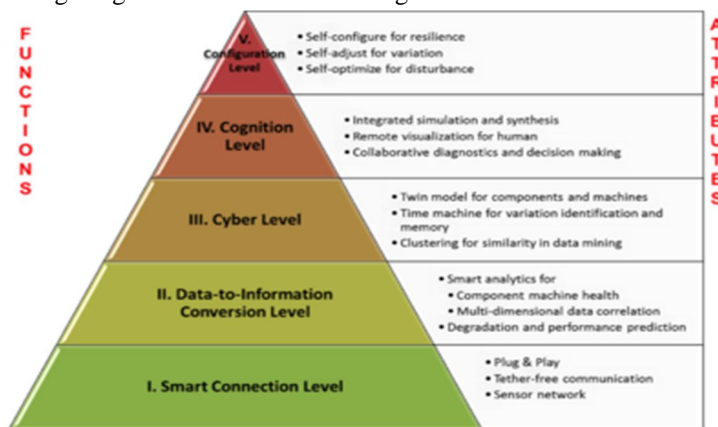 FUNCTIONS
ATTRIBUTES
V.
Configuration
Level
• Self-configure for resilience
• Self-adjust for variation
• Self-optimize for disturbance
IV. Cognition
Level
• Integrated simulation and synthesis
• Remote visualization for human
• Collaborative diagnostics and decision making
III. Cyber Level
• Twin model for components and machines
• Time machine for variation identification and
memory
• Clustering for similarity in data mining
II. Data-to-Information
Conversion Level
• Smart analytics for
• Component machine health
• Multi-dimensional data correlation
• Degradation and performance prediction
I. Smart Connection Level
• Plug & Play
• Tether-free communication
• Sensor network